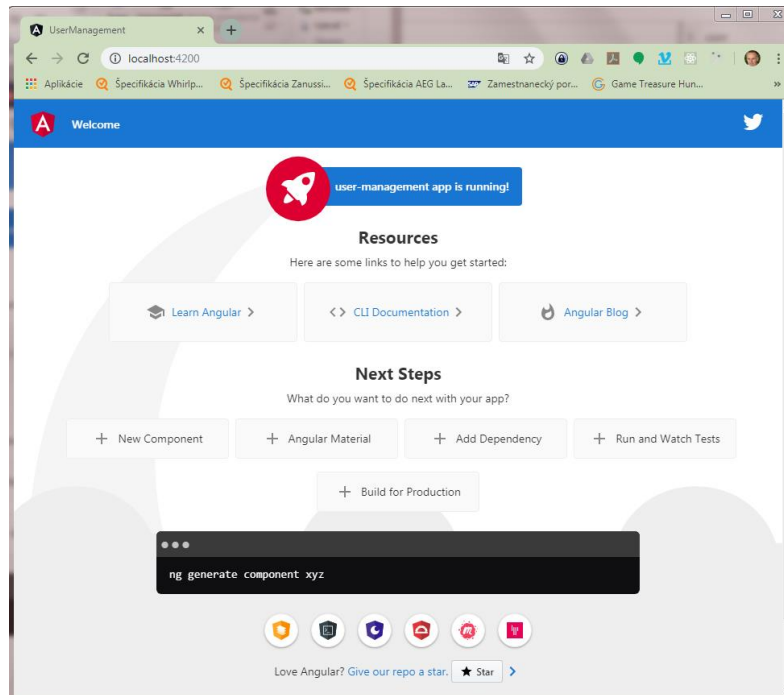 UserManagement
localhost:4200
Aplikácie Špecifikácia Whirlp... Špecifikácia Zanussi... Špecifikácia AEG La... Zamestnanecký por... Game Treasure Hun...
Welcome
user-management app is running!
Resources
Here are some links to help you get started:
Learn Angular
CLI Documentation
Angular Blog
Next Steps
What do you want to do next with your app?
New Component
Angular Material
Add Dependency
Run and Watch Tests
Build for Production
ng generate component xyz
Love Angular? Give our repo a star. Star